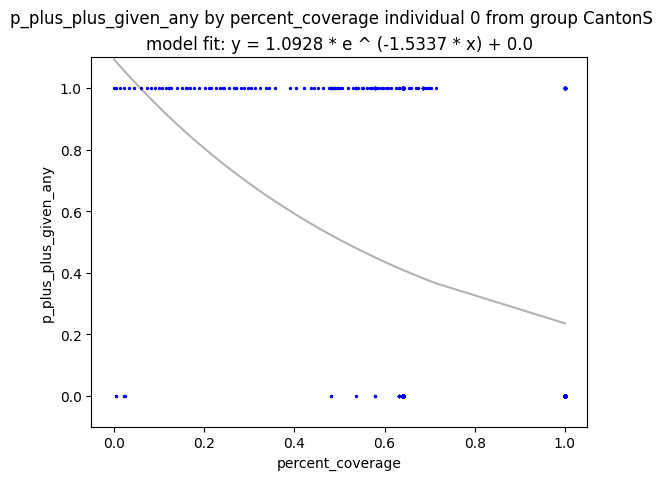 p_plus_plus_given_any by percent_coverage individual 0 from group CantonS
model fit: y = 1.0928 * e ^ (-1.5337 * x) + 0.0
1.0
0.8
0.6
0.4
0.2
0.0
p_plus_plus_given_any
0.0 0.2 0.4 0.6 0.8 1.0
percent_coverage